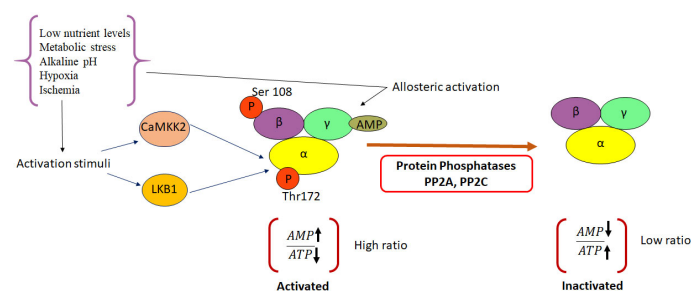 Low nutrient levels
Metabolic stress
Alkaline pH
Hypoxia
Ischemia
Ser 108
Allosteric activation
P
β
γ
AMP
β
γ
CaMKK2
α
α
Activation stimuli
Protein Phosphatases
PP2A, PP2C
P
LKB1
Thr172
AMP
ATP
High ratio
AMP
ATP
Low ratio
Activated
Inactivated